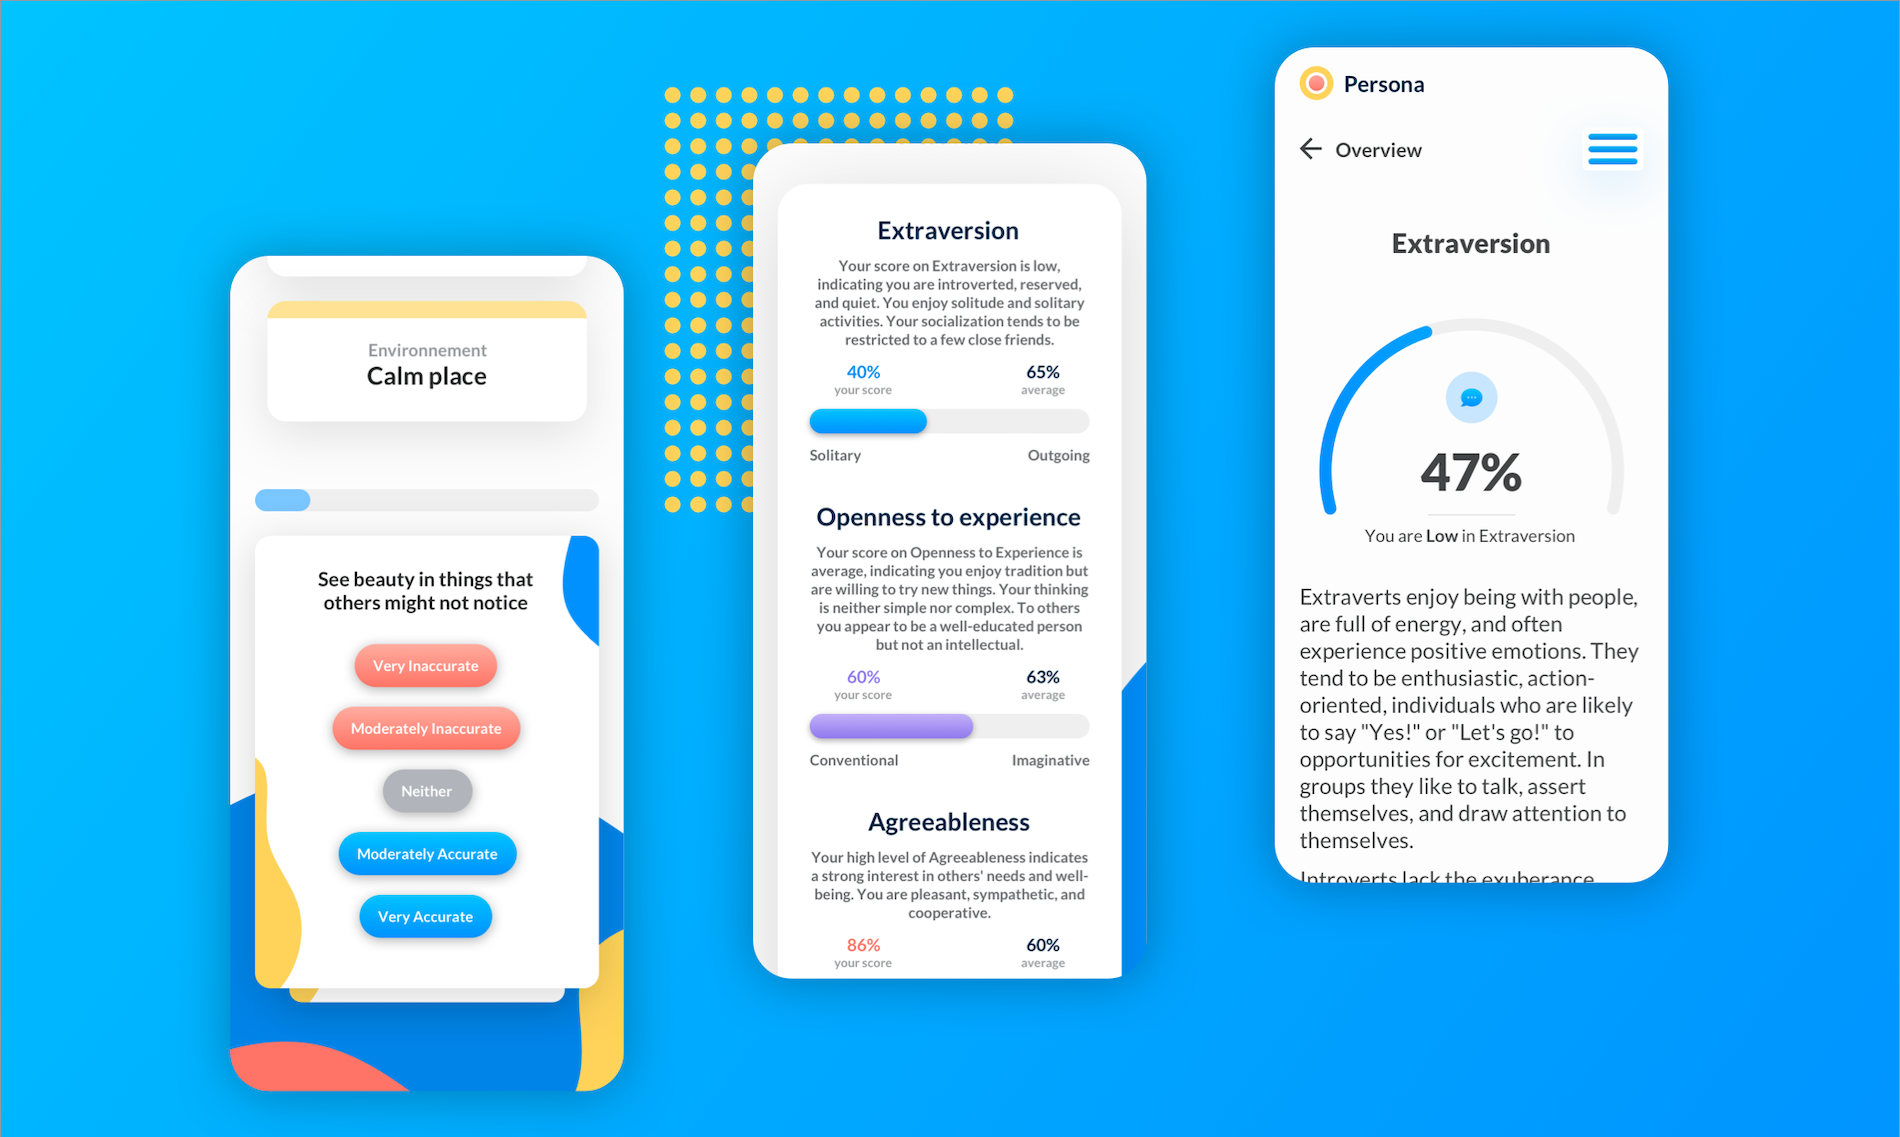 Environnement
Calm place
See beauty in things that
others might not notice
Very Inaccurate
Moderately Inaccurate
Neither
Moderately Accurate
Very Accurate
Extraversion
Your score on Extraversion is low,
indicating you are introverted, reserved,
and quiet. You enjoy solitude and solitary
activities. Your socialization tends to be
restricted to a few close friends.
40% 65%
your score average
Solitary Outgoing
Openness to experience
Your score on Openness to Experience is
average, indicating you enjoy tradition but
are willing to try new things. Your thinking
is neither simple nor complex. To others
you appear to be a well-educated person
but not an intellectual.
60% 63%
your score average
Conventional Imaginative
Agreeableness
Your high level of Agreeableness indicates
a strong interest in others' needs and well-
being. You are pleasant, sympathetic, and
cooperative.
86% 60%
your score average
Persona
Overview
Extraversion
47%
You are Low in Extraversion
Extraverts enjoy being with people,
are full of energy, and often
experience positive emotions. They
tend to be enthusiastic, action-
oriented, individuals who are likely
to say "Yes!" or "Let's go!" to
opportunities for excitement. In
groups they like to talk, assert
themselves, and draw attention to
themselves.
Introverts lack the exuberance